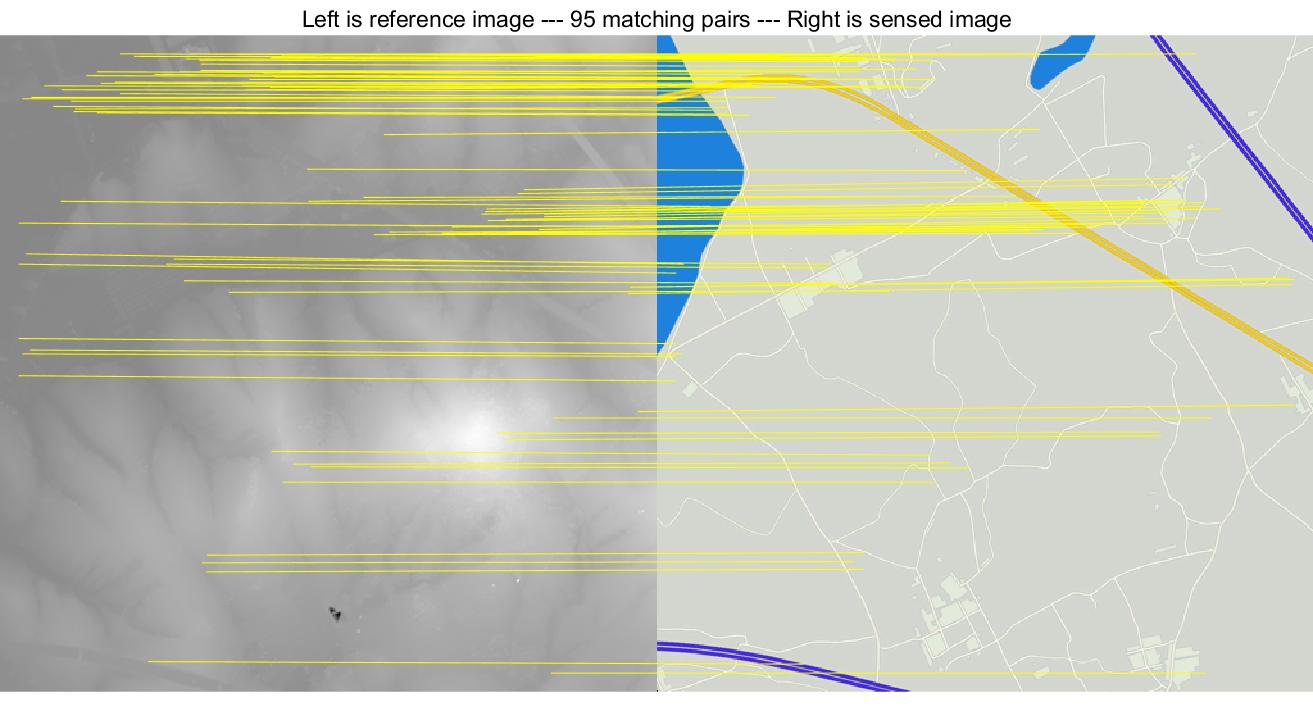 Left is reference image --- 95 matching pairs --- Right is sensed image